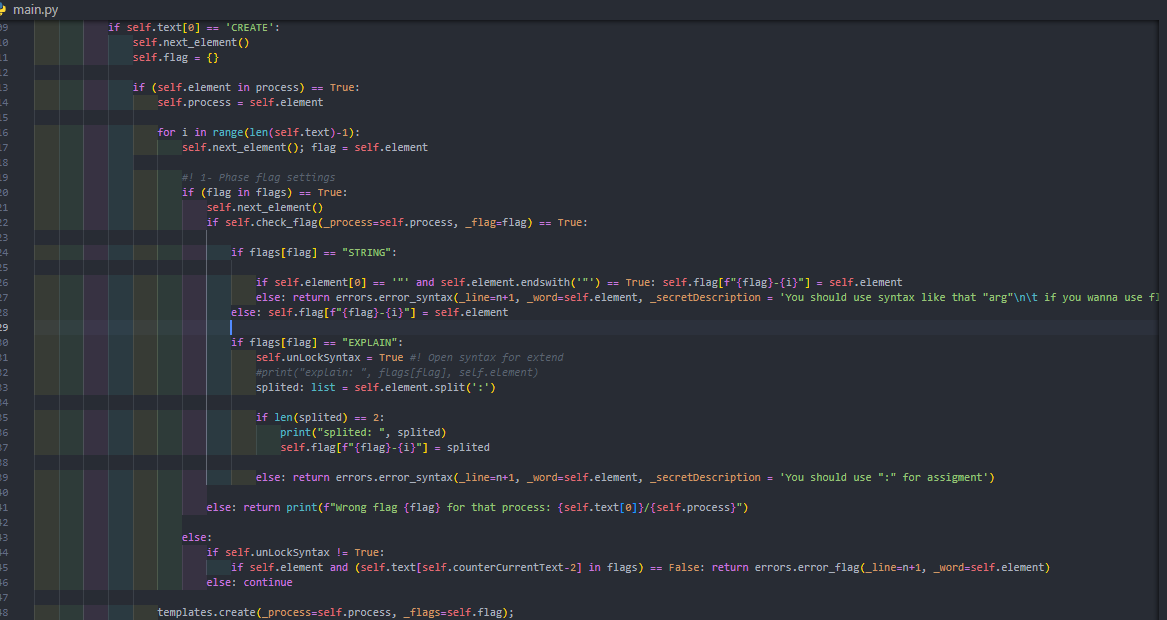 main.py
09 if self.text[0] == 'CREATE':
10 self.next_element()
11 self.flag = {}
12
13 if (self.element in process) == True:
14 self.process = self.element
15
16 for i in range(len(self.text)-1):
17 self.next_element(); flag = self.element
18
19 #! 1- Phase flag settings
20 if (flag in flags) == True:
21 self.next_element()
22 if self.check_flag(_process=self.process, _flag=flag) == True:
23
24 if flags[flag] == "STRING":
25
26 if self.element[0] == '"' and self.element.endswith('"') == True: self.flag[f"{flag}-{i}"] = self.element
27 else: return errors.error_syntax(_line=n+1, _word=self.element, _secretDescription = 'You should use syntax like that "arg"\n\t if you wanna use fl
28 else: self.flag[f"{flag}-{i}"] = self.element
29
30 if flags[flag] == "EXPLAIN":
31 self.unLockSyntax = True #! Open syntax for extend
32 #print("explain: ", flags[flag], self.element)
33 splited: list = self.element.split(':')
34
35 if len(splited) == 2:
36 print("splited: ", splited)
37 self.flag[f"{flag}-{i}"] = splited
38
39 else: return errors.error_syntax(_line=n+1, _word=self.element, _secretDescription = 'You should use ":" for assigment')
40
41 else: return print(f"Wrong flag {flag} for that process: {self.text[0]}/{self.process}")
42
43 else:
44 if self.unLockSyntax != True:
45 if self.element and (self.text[self.counterCurrentText-2] in flags) == False: return errors.error_flag(_line=n+1, _word=self.element)
46 else: continue
47
48 templates.create(_process=self.process, _flags=self.flag);